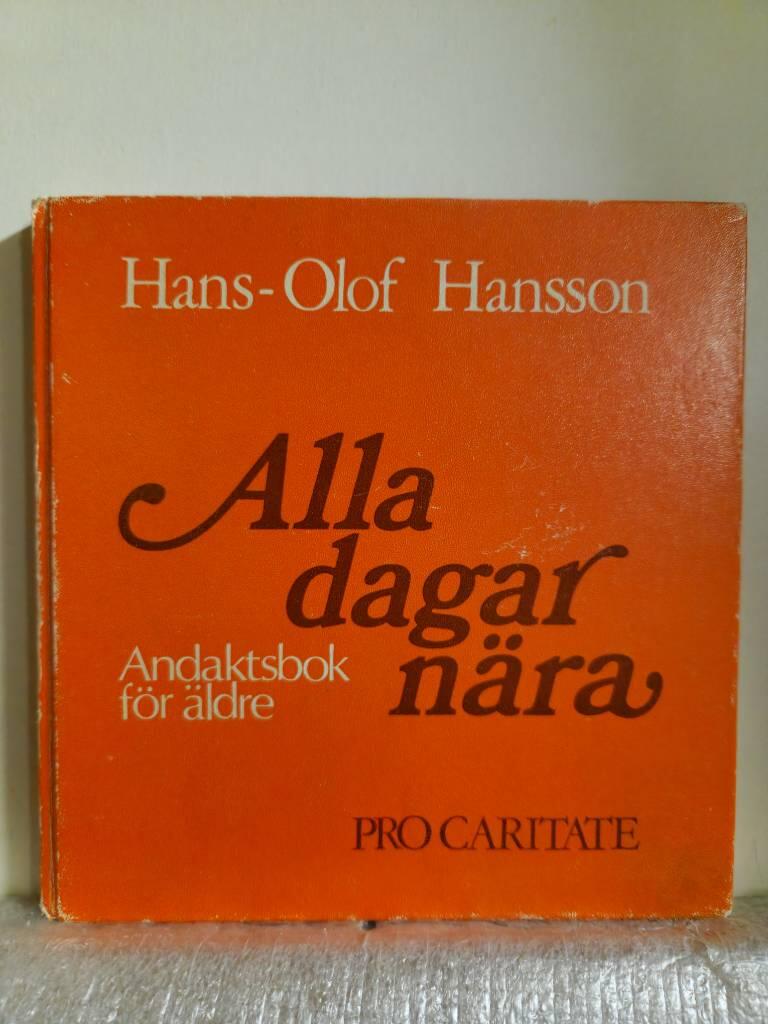 Hans-Olof Hansson
Alla
dagar
nära
Andaktsbok
för äldre
PRO CARITATE